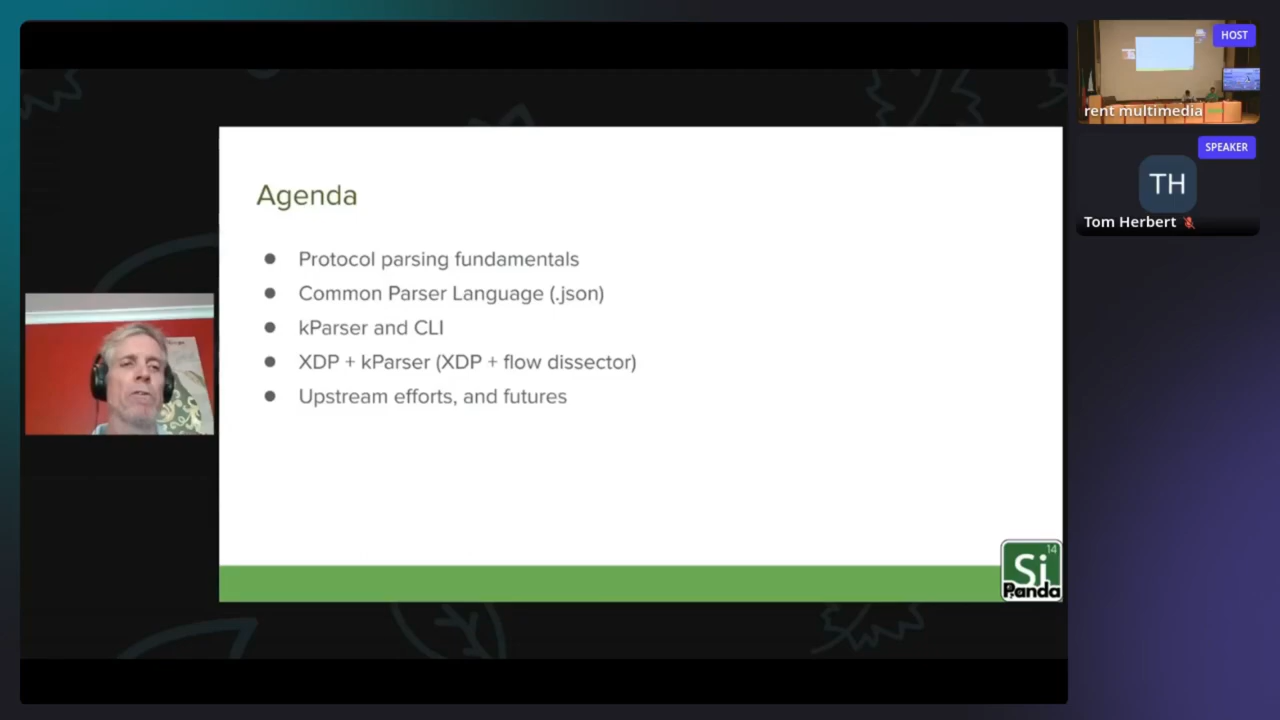 Agenda
● Protocol parsing fundamentals
● Common Parser Language (.json)
● kParser and CLI
● XDP + kParser (XDP + flow dissector)
● Upstream efforts, and futures
14
Si
Panda
HOST
rent multimedia
SPEAKER
TH
Tom Herbert